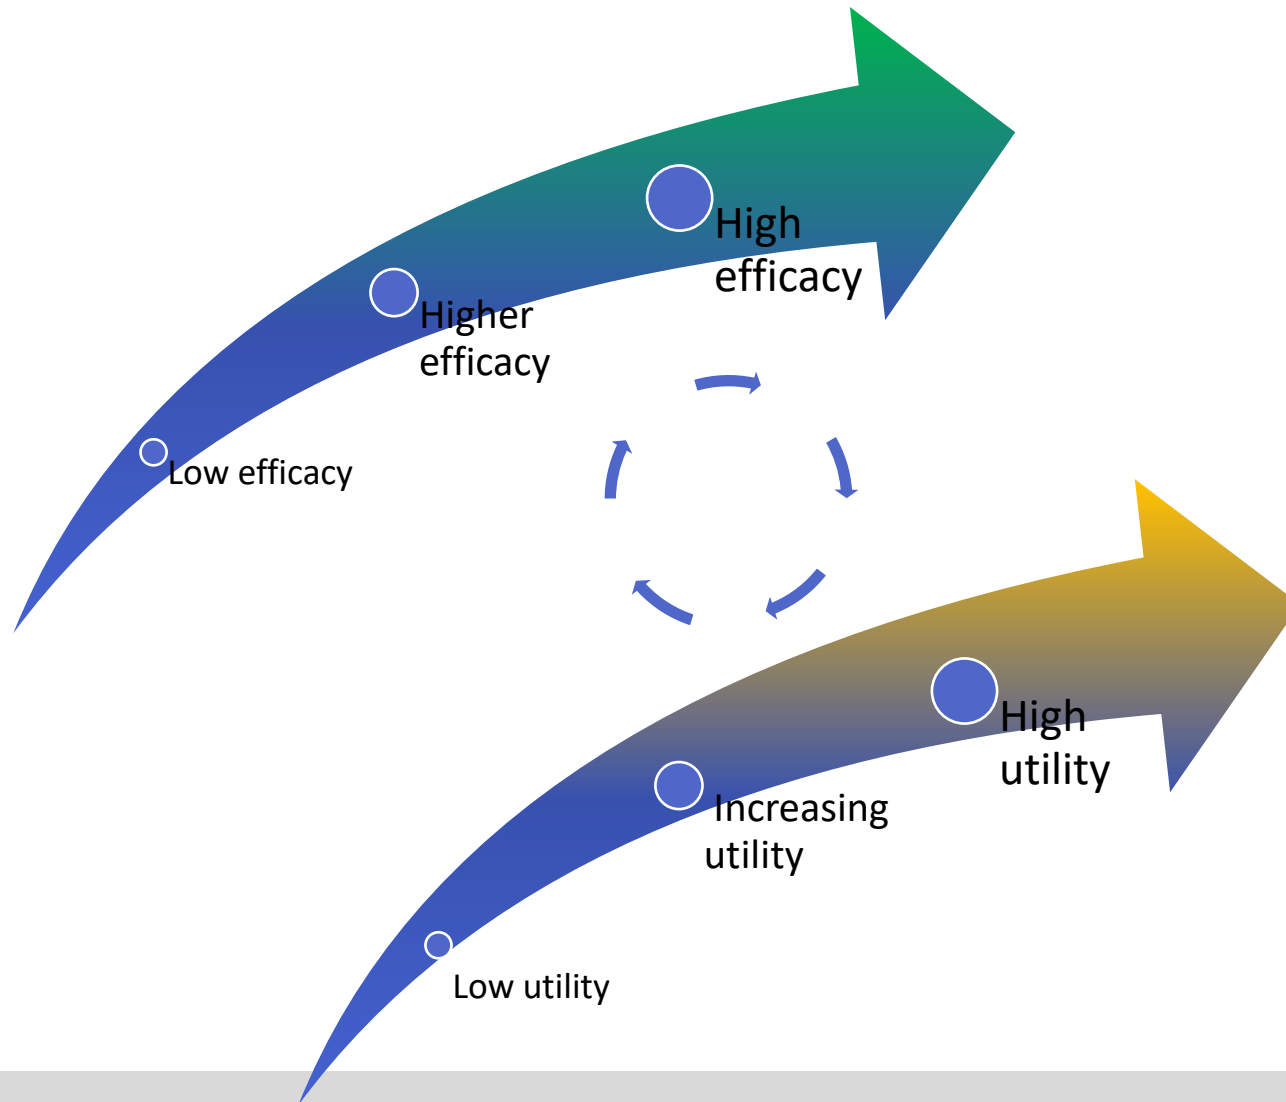 High
efficacy
Higher
efficacy
Low efficacy
High
utility
Increasing
utility
Low utility